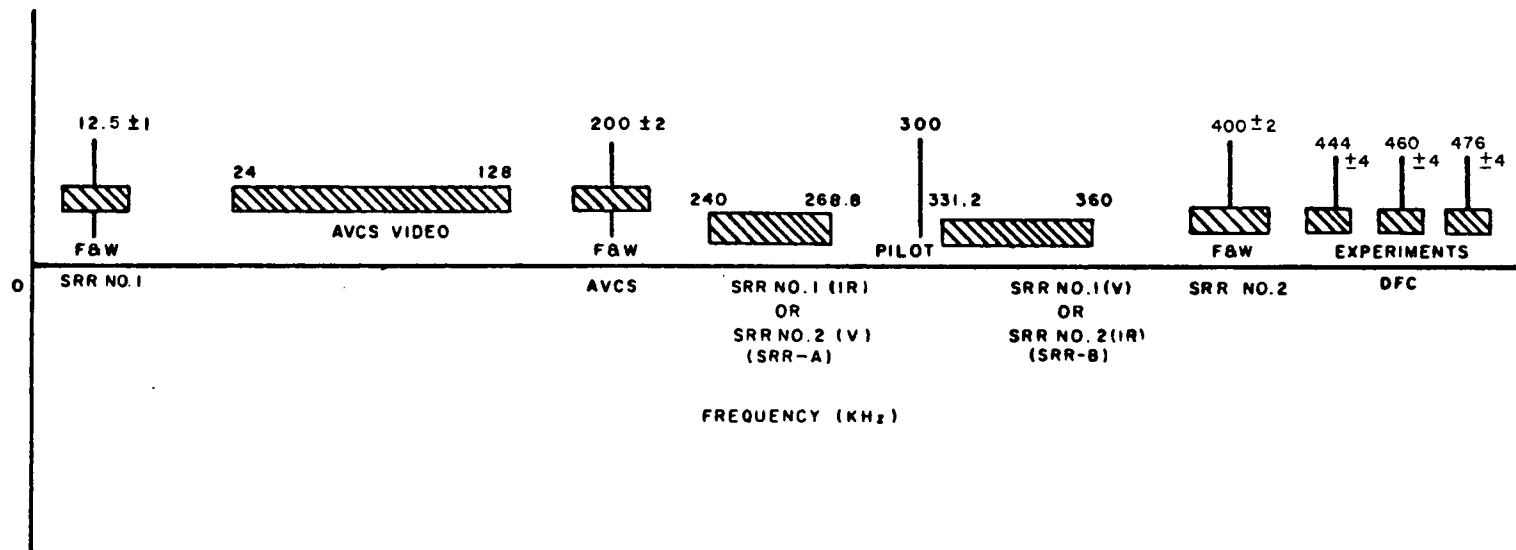 12.5 ±1
200 ±2
300
400 ±2
444 ±4
460 ±4
476 ±4
24
128
240
268.8
331.2
360
F&W
AVCS VIDEO
F&W
PILOT
F&W
EXPERIMENTS
0
SRR NO.1
AVCS
SRR NO.1 (IR)
OR
SRR NO.2 (V)
(SRR-A)
SRR NO.1(V)
OR
SRR NO.2(IR)
(SRR-B)
SRR NO.2
DFC
FREQUENCY (KHz)